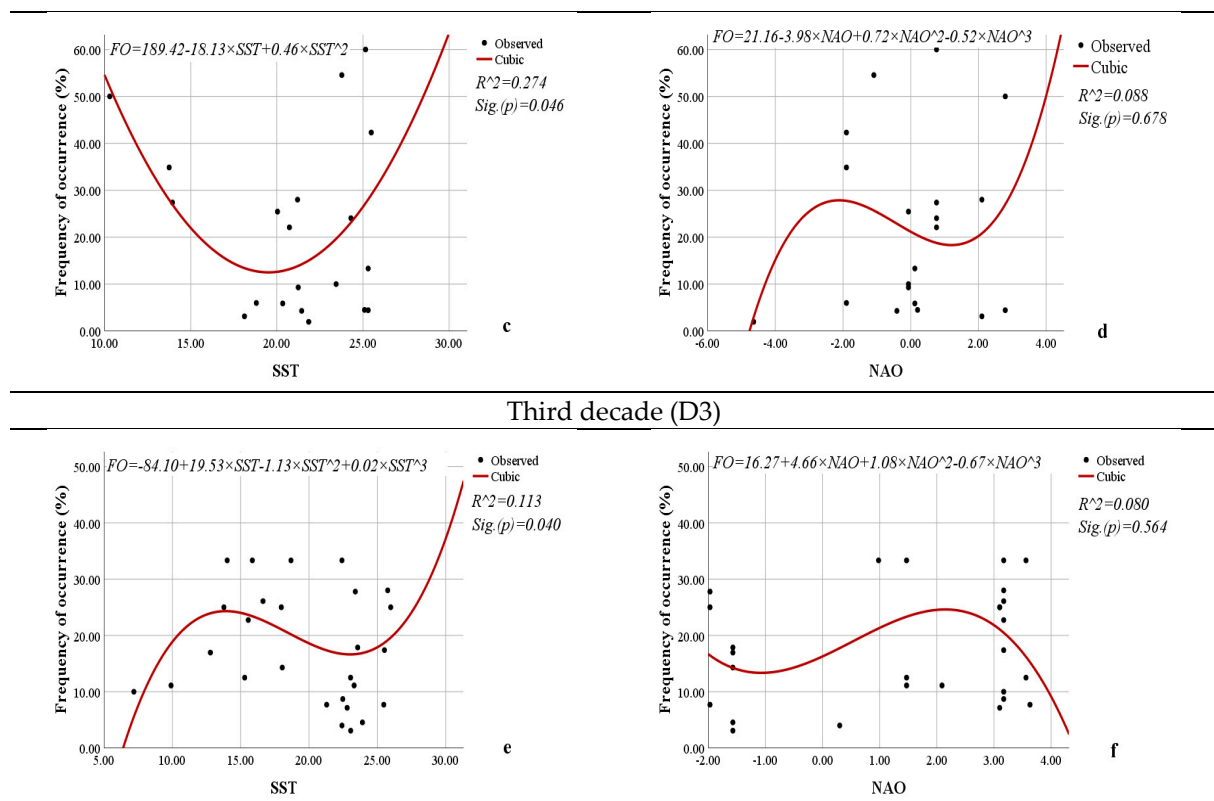 FO=189.42-18.13×SST+0.46×SST^2
Observed
Cubic
R^2=0.274
Sig.(p)=0.046
Frequency of occurrence (%)
60.00
50.00
40.00
30.00
20.00
10.00
0.00
10.00 15.00 20.00 25.00 30.00
SST
c
FO=21.16-3.98×NAO+0.72×NAO^2-0.52×NAO^3
Observed
Cubic
R^2=0.088
Sig.(p)=0.678
Frequency of occurrence (%)
60.00
50.00
40.00
30.00
20.00
10.00
0.00
-6.00 -4.00 -2.00 0.00 2.00 4.00
NAO
d
Third decade (D3)
FO=-84.10+19.53×SST-1.13×SST^2+0.02×SST^3
Observed
Cubic
R^2=0.113
Sig.(p)=0.040
Frequency of occurrence (%)
50.00
40.00
30.00
20.00
10.00
0.00
5.00 10.00 15.00 20.00 25.00 30.00
SST
e
FO=16.27+4.66×NAO+1.08×NAO^2-0.67×NAO^3
Observed
Cubic
R^2=0.080
Sig.(p)=0.564
Frequency of occurrence (%)
50.00
40.00
30.00
20.00
10.00
0.00
-2.00 -1.00 0.00 1.00 2.00 3.00 4.00
NAO
f